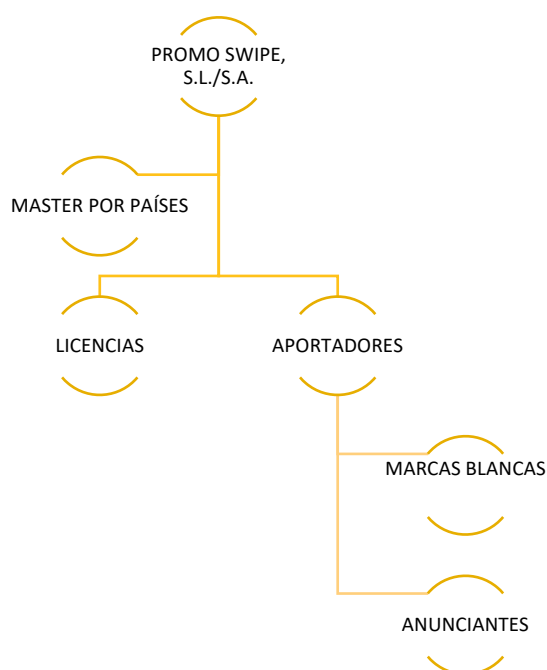 PROMO SWIPE,
S.L./S.A.
MASTER POR PAÍSES
LICENCIAS
APORTADORES
MARCAS BLANCAS
ANUNCIANTES